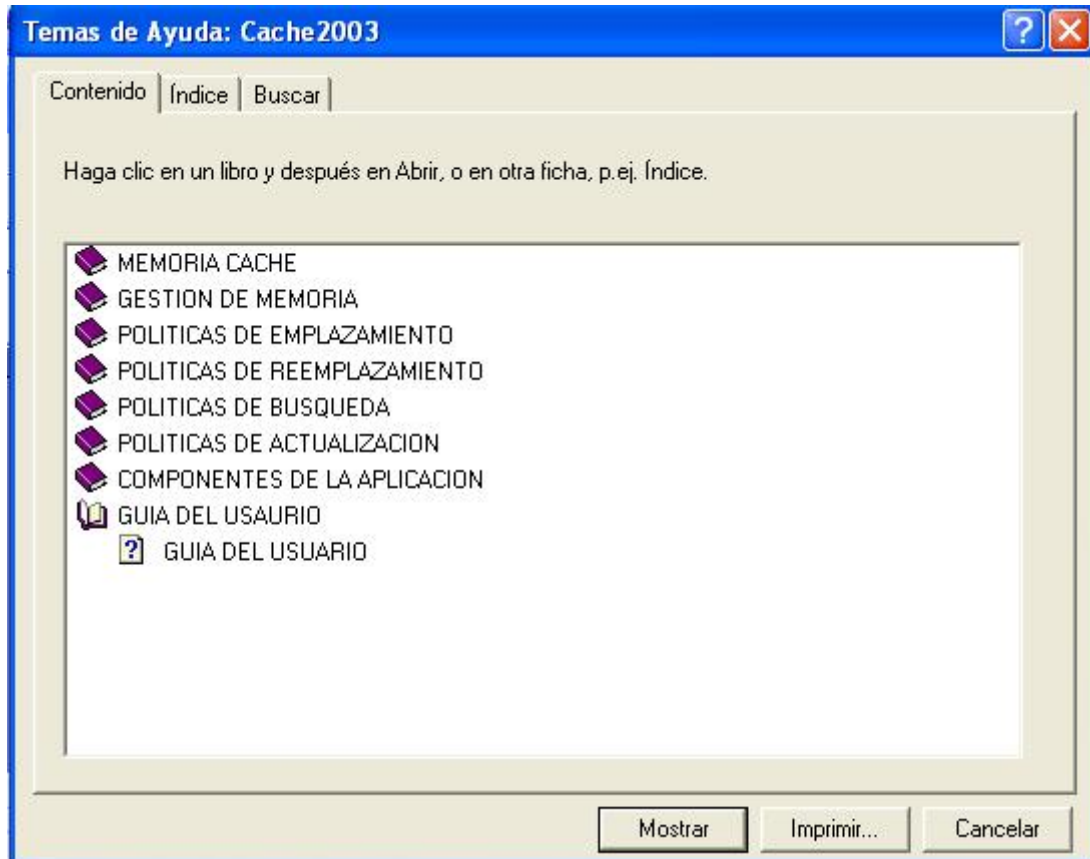 Temas de Ayuda: Cache2003
Contenido Índice Buscar
Haga clic en un libro y después en Abrir, o en otra ficha, p.ej. Índice.
MEMORIA CACHE
GESTION DE MEMORIA
POLITICAS DE EMPLAZAMIENTO
POLITICAS DE REEMPLAZAMIENTO
POLITICAS DE BUSQUEDA
POLITICAS DE ACTUALIZACION
COMPONENTES DE LA APLICACION
GUIA DEL USAURIO
GUIA DEL USUARIO
Mostrar Imprimir... Cancelar